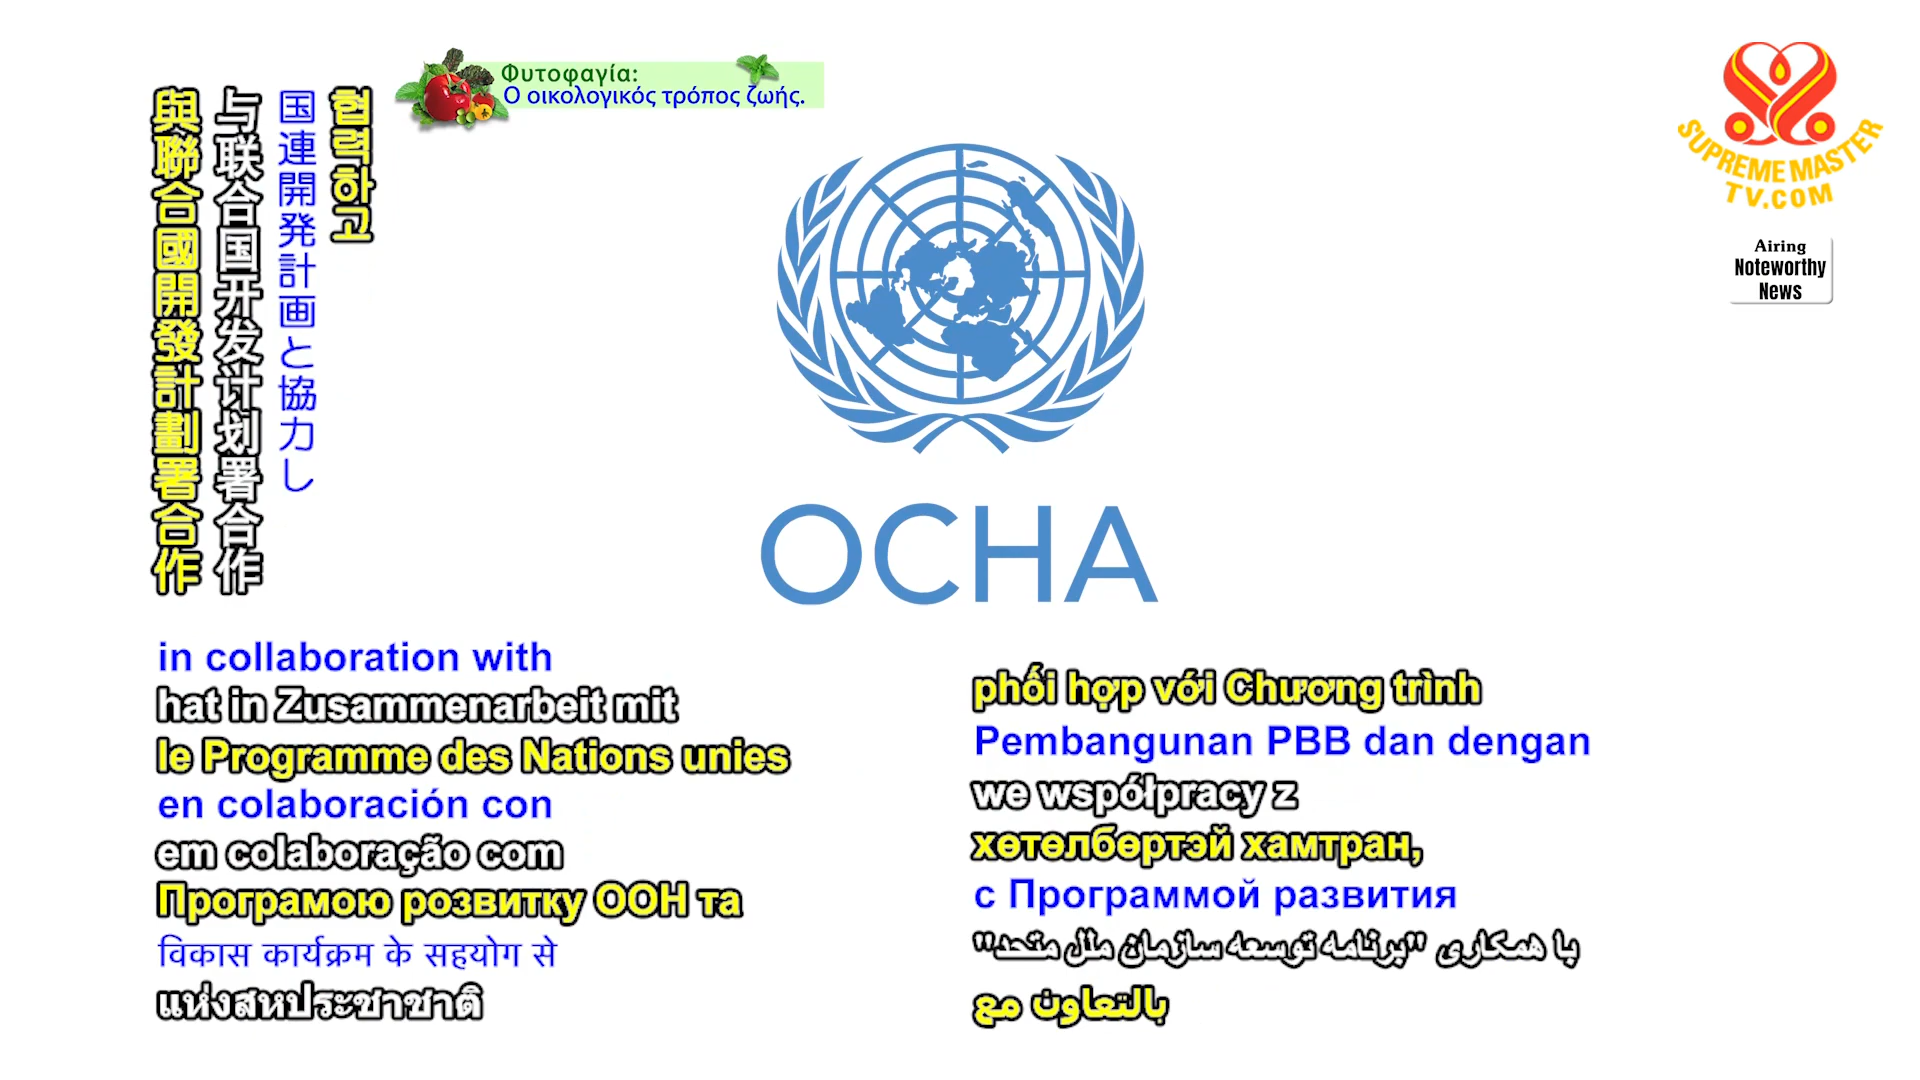 與聯合國開發計劃署合作
与联合国开发计划署合作
国連開発計画と協力し
협력하고
Φυτοφαγία:
Ο οικολογικός τρόπος ζωής.
SUPREME MASTER
TV.COM
Airing
Noteworthy
News
OCHA
in collaboration with
hat in Zusammenarbeit mit
le Programme des Nations unies
en colaboración con
em colaboração com
Програмою розвитку ООН та
विकास कार्यक्रम के सहयोग से
แห่งสหประชาชาติ
phối hợp với Chương trình
Pembangunan PBB dan dengan
we współpracy z
хөтөлбөртэй хамтран,
с Программой развития
با همکاری "برنامه توسعه سازمان ملل متحد"
بالتعاون مع